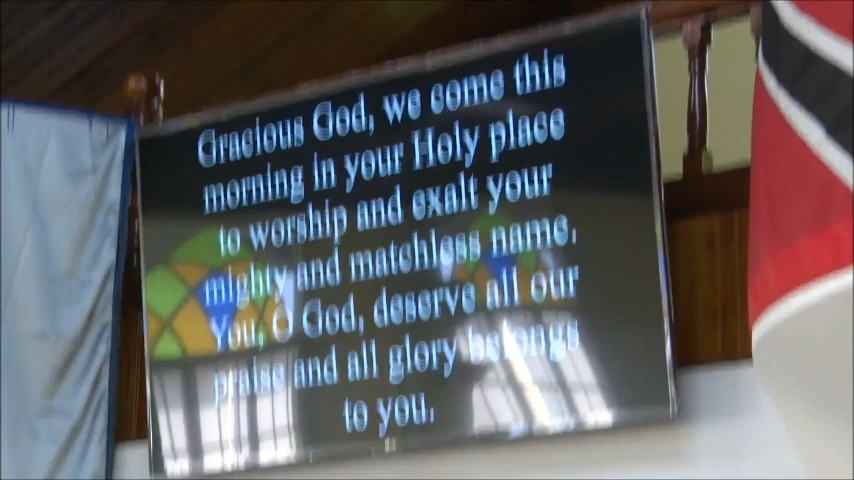 Gracious God, we come this
morning in your Holy place
to worship and exalt your
mighty and matchless name.
You, O God, deserve all our
praise and all glory belongs
to you.